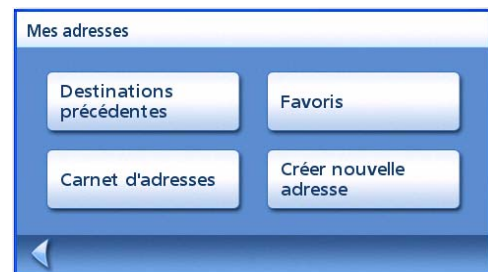 Mes adresses
Destinations
précédentes
Favoris
Carnet d'adresses
Créer nouvelle
adresse